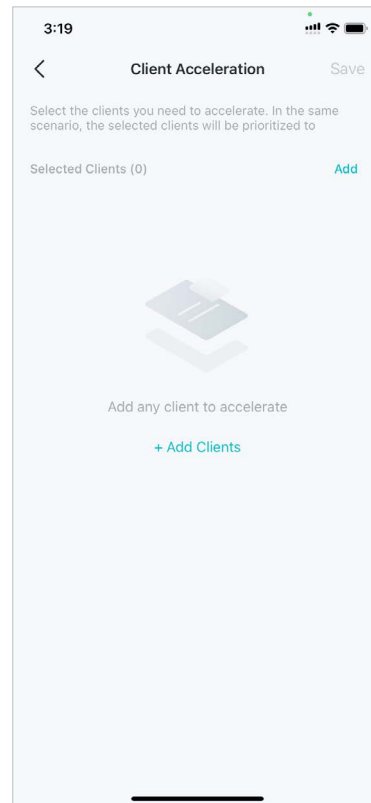 3:19
Client Acceleration
Save
Select the clients you need to accelerate. In the same
scenario, the selected clients will be prioritized to
Selected Clients (0)
Add
Add any client to accelerate
+ Add Clients